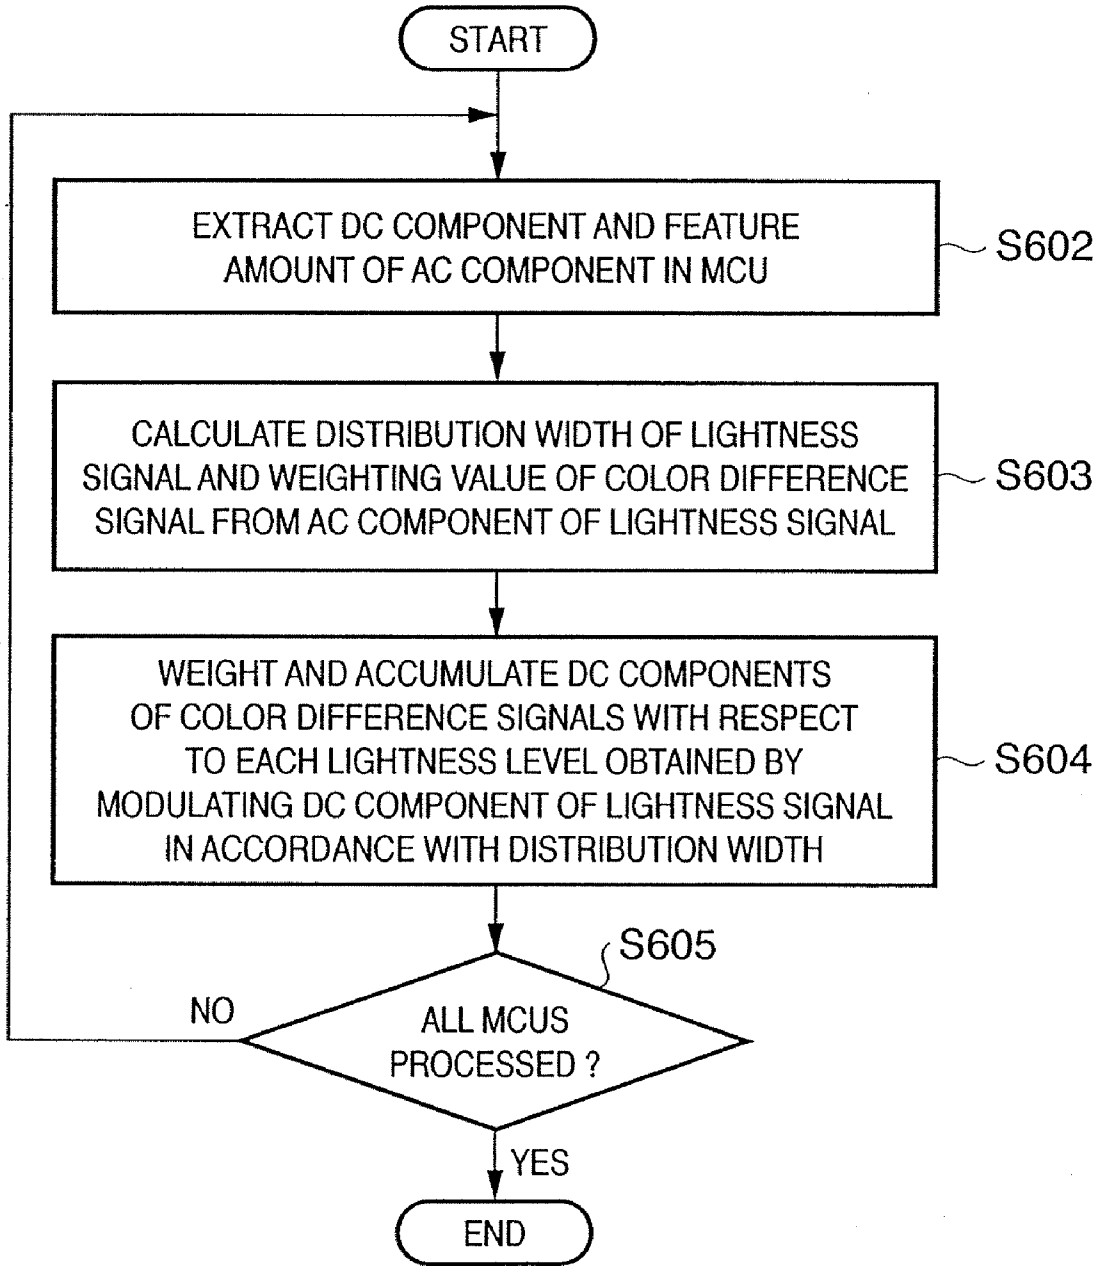 START
EXTRACT DC COMPONENT AND FEATURE
AMOUNT OF AC COMPONENT IN MCU
S602
CALCULATE DISTRIBUTION WIDTH OF LIGHTNESS
SIGNAL AND WEIGHTING VALUE OF COLOR DIFFERENCE
SIGNAL FROM AC COMPONENT OF LIGHTNESS SIGNAL
S603
WEIGHT AND ACCUMULATE DC COMPONENTS
OF COLOR DIFFERENCE SIGNALS WITH RESPECT
TO EACH LIGHTNESS LEVEL OBTAINED BY
MODULATING DC COMPONENT OF LIGHTNESS SIGNAL
IN ACCORDANCE WITH DISTRIBUTION WIDTH
S604
S605
NO
ALL MCUS
PROCESSED ?
YES
END